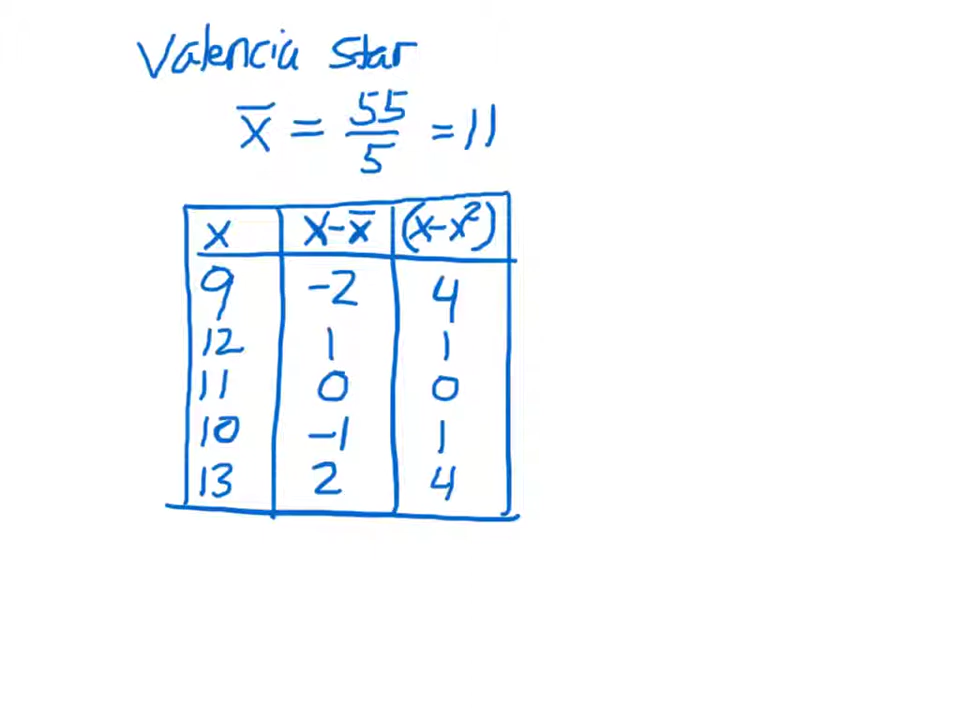 Valencia Star
x̄ = 55/5 = 11
x x-x̄ (x-x²)
9 -2 4
12 1 1
11 0 0
10 -1 1
13 2 4